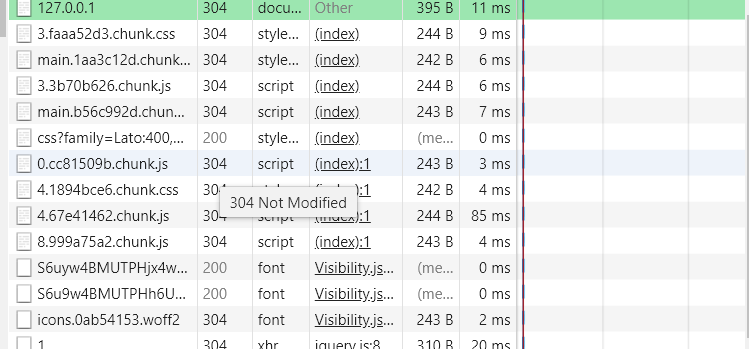 127.0.0.1 304 docu... Other 395 B 11 ms
3.faaa52d3.chunk.css 304 style... (index) 244 B 9 ms
main.1aa3c12d.chunk... 304 style... (index) 242 B 6 ms
3.3b70b626.chunk.js 304 script (index) 244 B 6 ms
main.b56c992d.chun... 304 script (index) 243 B 7 ms
css?family=Lato:400,... 200 style... (index) (me... 0 ms
0.cc81509b.chunk.js 304 script (index):1 243 B 3 ms
4.1894bce6.chunk.css 304 (index):1 242 B 4 ms
304 Not Modified
4.67e41462.chunk.js 304 script (index):1 244 B 85 ms
8.999a75a2.chunk.js 304 script (index):1 243 B 4 ms
S6uyw4BMUTPHjx4w... 200 font Visibility.js... (me... 0 ms
S6u9w4BMUTPHh6U... 200 font Visibility.js... (me... 0 ms
icons.0ab54153.woff2 304 font Visibility.js... 243 B 2 ms
1 304 xhr jquery.js:8... 310 B 20 ms